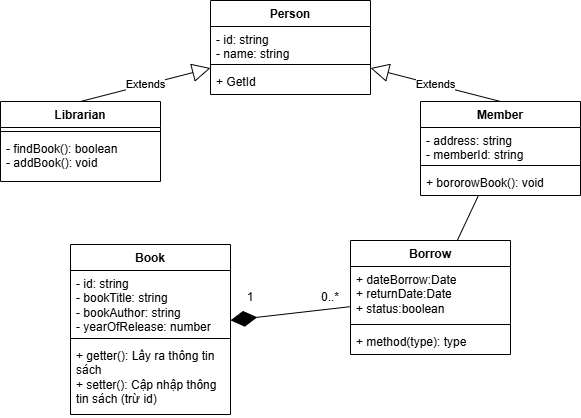 Person
- id: string
- name: string
+ GetId
Extends
Extends
Librarian
- findBook(): boolean
- addBook(): void
Member
- address: string
- memberId: string
+ bororowBook(): void
Book
- id: string
- bookTitle: string
- bookAuthor: string
- yearOfRelease: number
+ getter(): Lấy ra thông tin
sách
+ setter(): Cập nhập thông
tin sách (trừ id)
1
0..*
Borrow
+ dateBorrow:Date
+ returnDate:Date
+ status:boolean
+ method(type): type